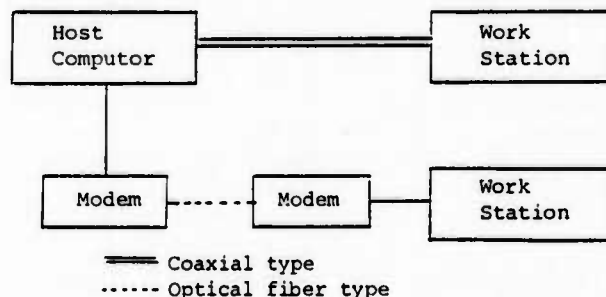 Host
Computor
Work
Station
Modem
Modem
Work
Station
Coaxial type
Optical fiber type